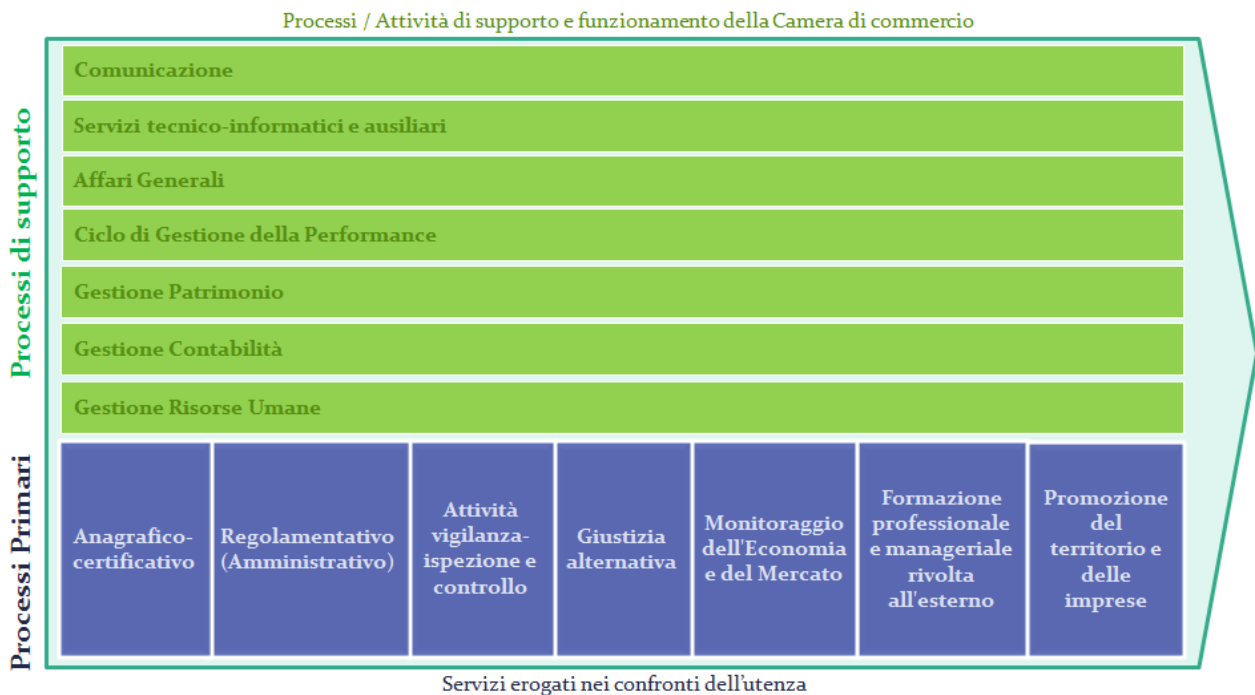 Processi / Attività di supporto e funzionamento della Camera di commercio
Processi di supporto
Comunicazione
Servizi tecnico-informatici e ausiliari
Affari Generali
Ciclo di Gestione della Performance
Gestione Patrimonio
Gestione Contabilità
Gestione Risorse Umane
Processi Primari
Anagrafico-
certificativo
Regolamentativo
(Amministrativo)
Attività
vigilanza-
ispezione e
controllo
Giustizia
alternativa
Monitoraggio
dell'Economia
e del Mercato
Formazione
professionale
e manageriale
rivolta
all'esterno
Promozione
del
territorio e
delle
imprese
Servizi erogati nei confronti dell'utenza